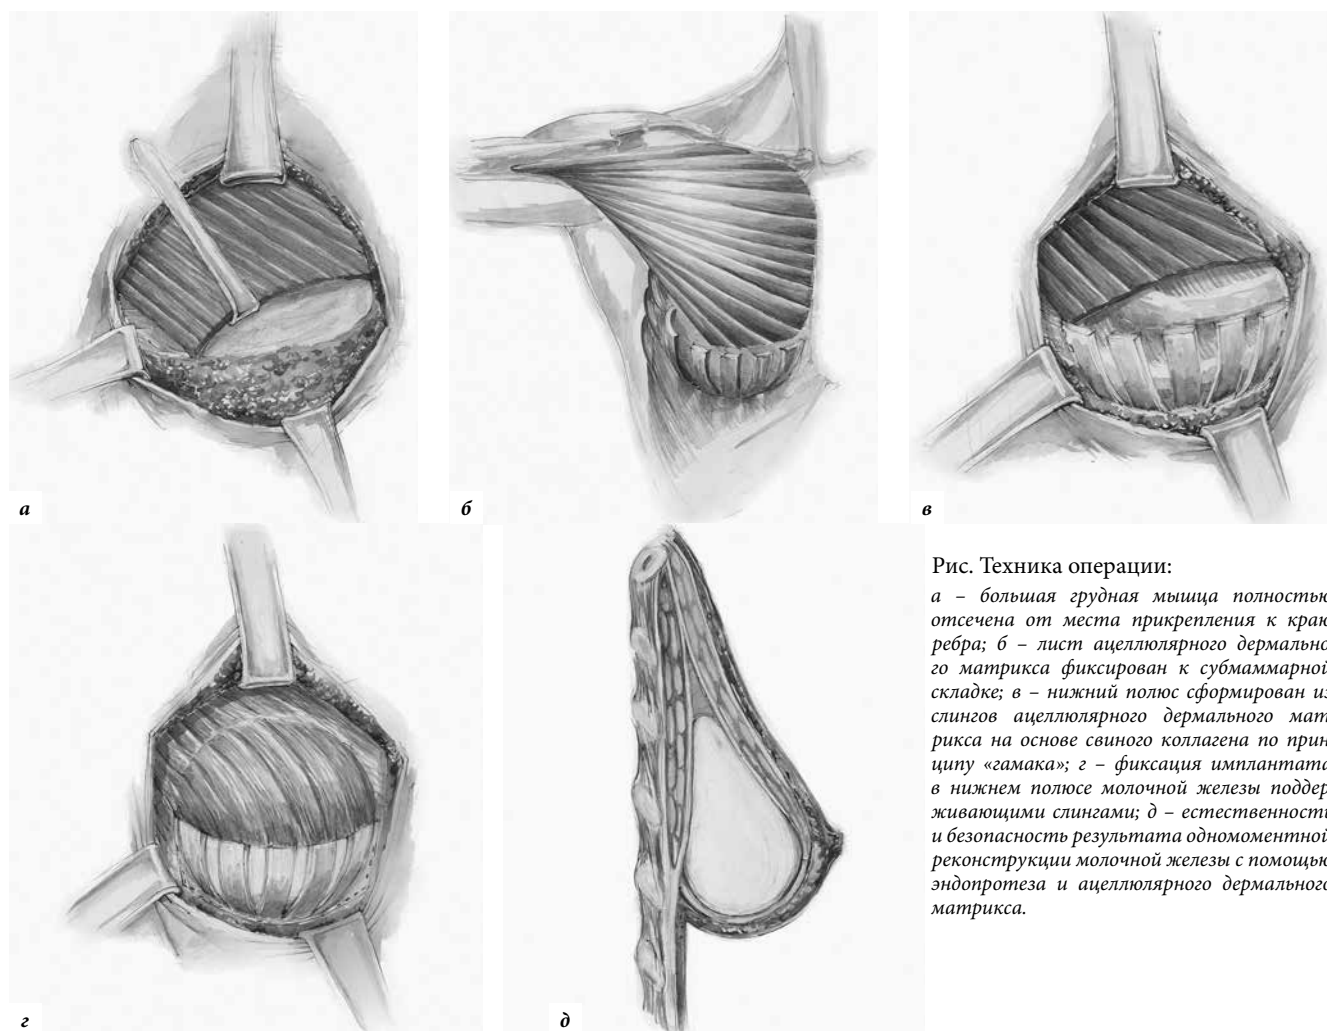 а
б
в
г
д
Рис. Техника операции:
а – большая грудная мышца полностью
отсечена от места прикрепления к краю
ребра; б – лист ацеллюлярного дермально
го матрикса фиксирован к субмаммарной
складке; в – нижний полюс сформирован из
слингов ацеллюлярного дермального мат
рикса на основе свиного коллагена по прин
ципу «гамака»; г – фиксация имплантата
в нижнем полюсе молочной железы поддер
живающими слингами; д – естественность
и безопасность результата одномоментной
реконструкции молочной железы с помощью
эндопротеза и ацеллюлярного дермального
матрикса.